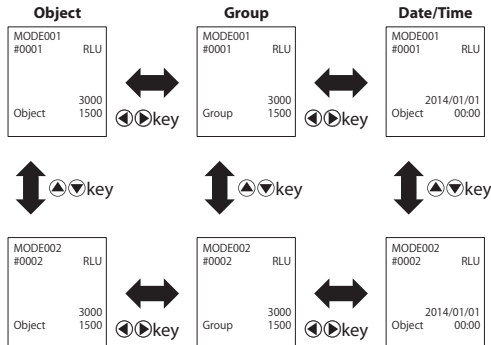 Object Group Date/Time
MODE001 MODE001 MODE001
#0001 RLU #0001 RLU #0001 RLU
3000 3000 2014/01/01
Object 1500 Group 1500 Object 00:00
key key
key key key
MODE002 MODE002 MODE002
#0002 RLU #0002 RLU #0002 RLU
3000 3000 2014/01/01
Object 1500 Group 1500 Object 00:00
key key